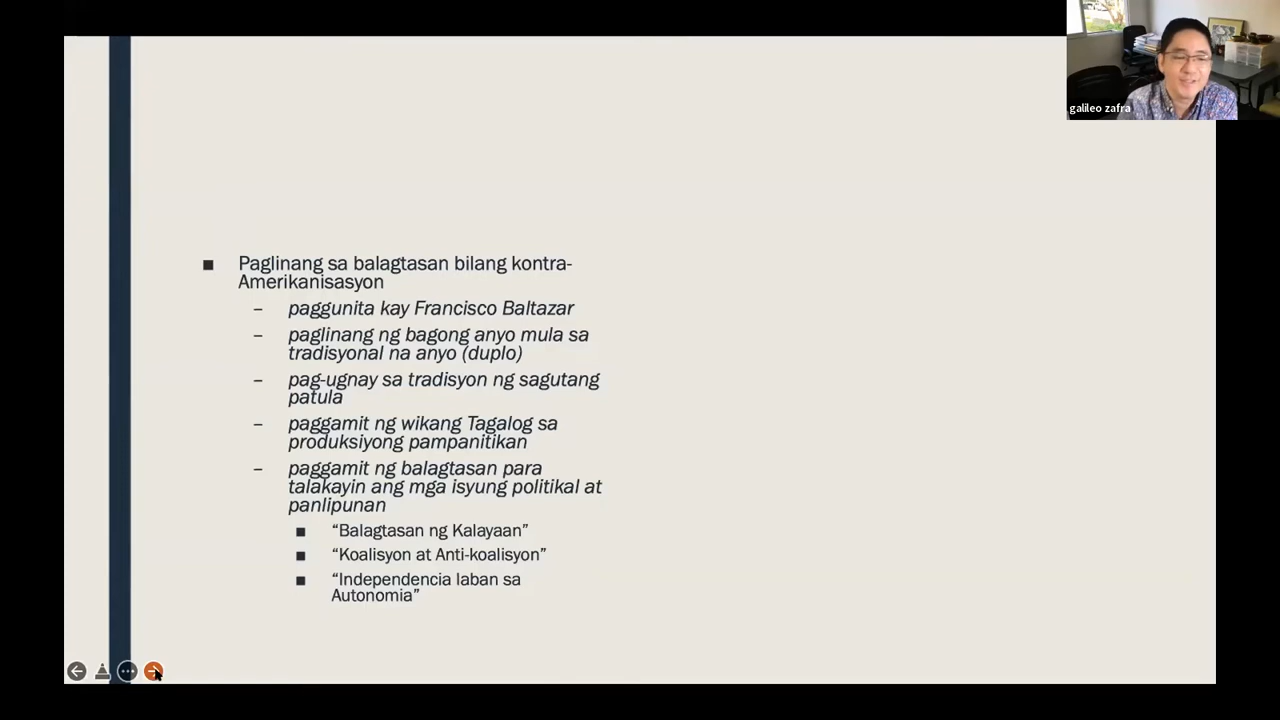 galileo zafra
Paglinang sa balagtasan bilang kontra-
Amerikanisasyon
– paggunita kay Francisco Baltazar
– paglinang ng bagong anyo mula sa
tradisyonal na anyo (duplo)
– pag-ugnay sa tradisyon ng sagutang
patula
– paggamit ng wikang Tagalog sa
produksiyong pampanitikan
– paggamit ng balagtasan para
talakayin ang mga isyung politikal at
panlipunan
“Balagtasan ng Kalayaan”
“Koalisyon at Anti-koalisyon”
“Independencia laban sa
Autonomia”